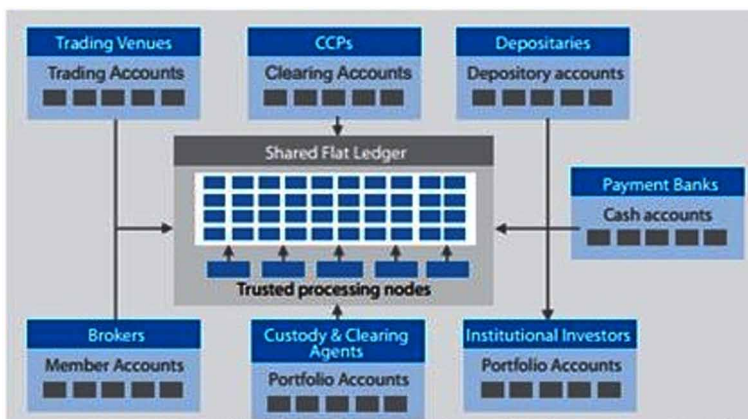 Trading Venues
Trading Accounts
CCPs
Clearing Accounts
Depositaries
Depository accounts
Shared Flat Ledger
Payment Banks
Cash accounts
Trusted processing nodes
Brokers
Member Accounts
Custody & Clearing
Agents
Portfolio Accounts
Institutional Investors
Portfolio Accounts